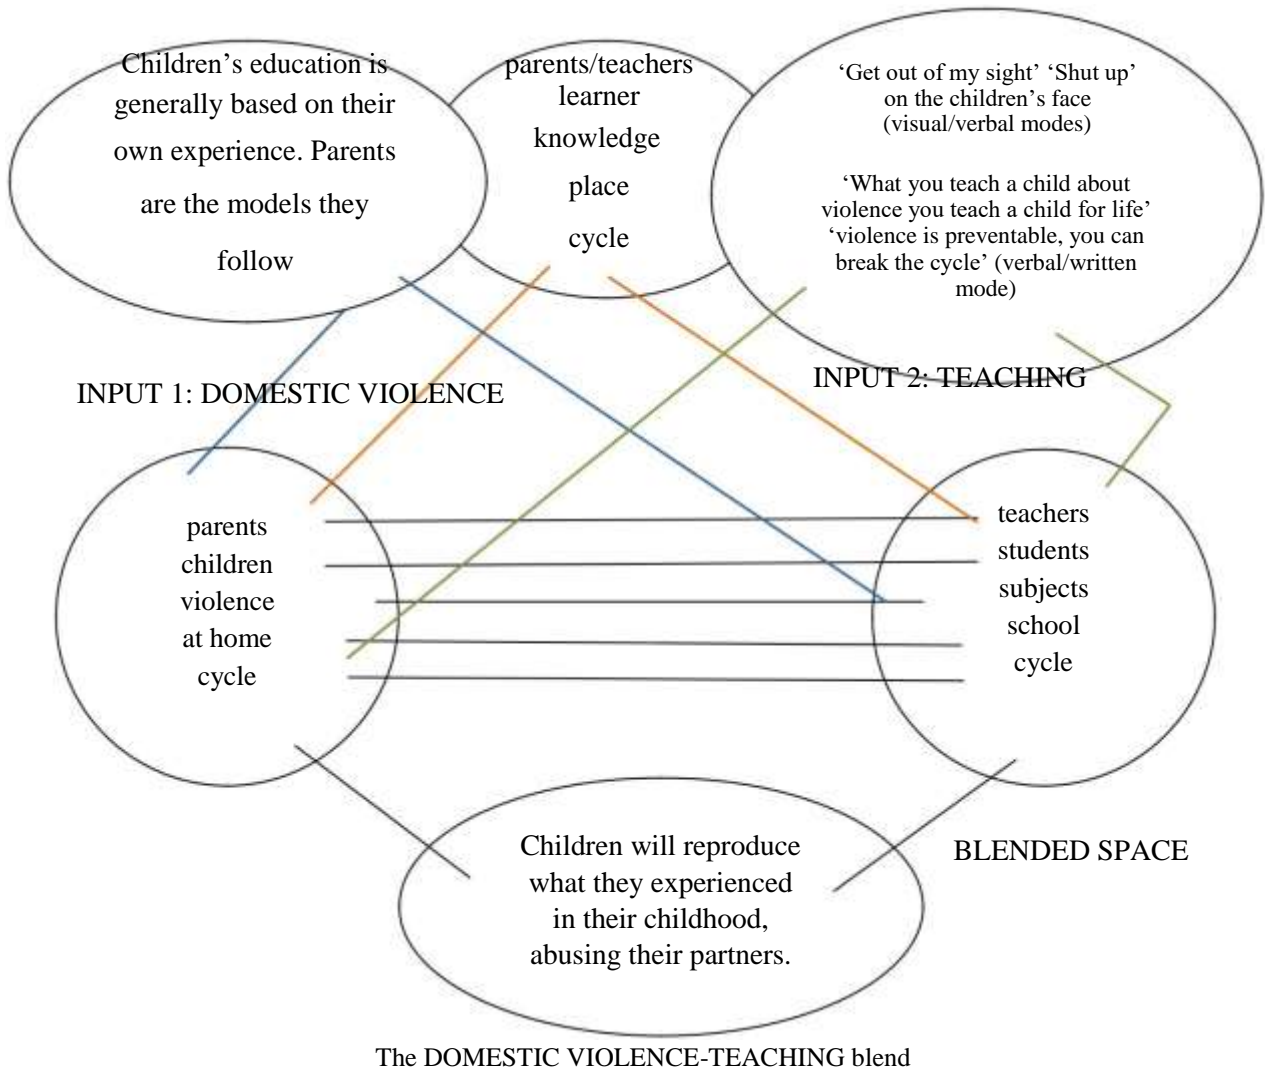 Children’s education is
generally based on their
own experience. Parents
are the models they
follow
parents/teachers
learner
knowledge
place
cycle
‘Get out of my sight’ ‘Shut up’
on the children’s face
(visual/verbal modes)
‘What you teach a child about
violence you teach a child for life’
‘violence is preventable, you can
break the cycle’ (verbal/written
mode)
INPUT 1: DOMESTIC VIOLENCE
INPUT 2: TEACHING
parents
children
violence
at home
cycle
teachers
students
subjects
school
cycle
Children will reproduce
what they experienced
in their childhood,
abusing their partners.
BLENDED SPACE
The DOMESTIC VIOLENCE-TEACHING blend